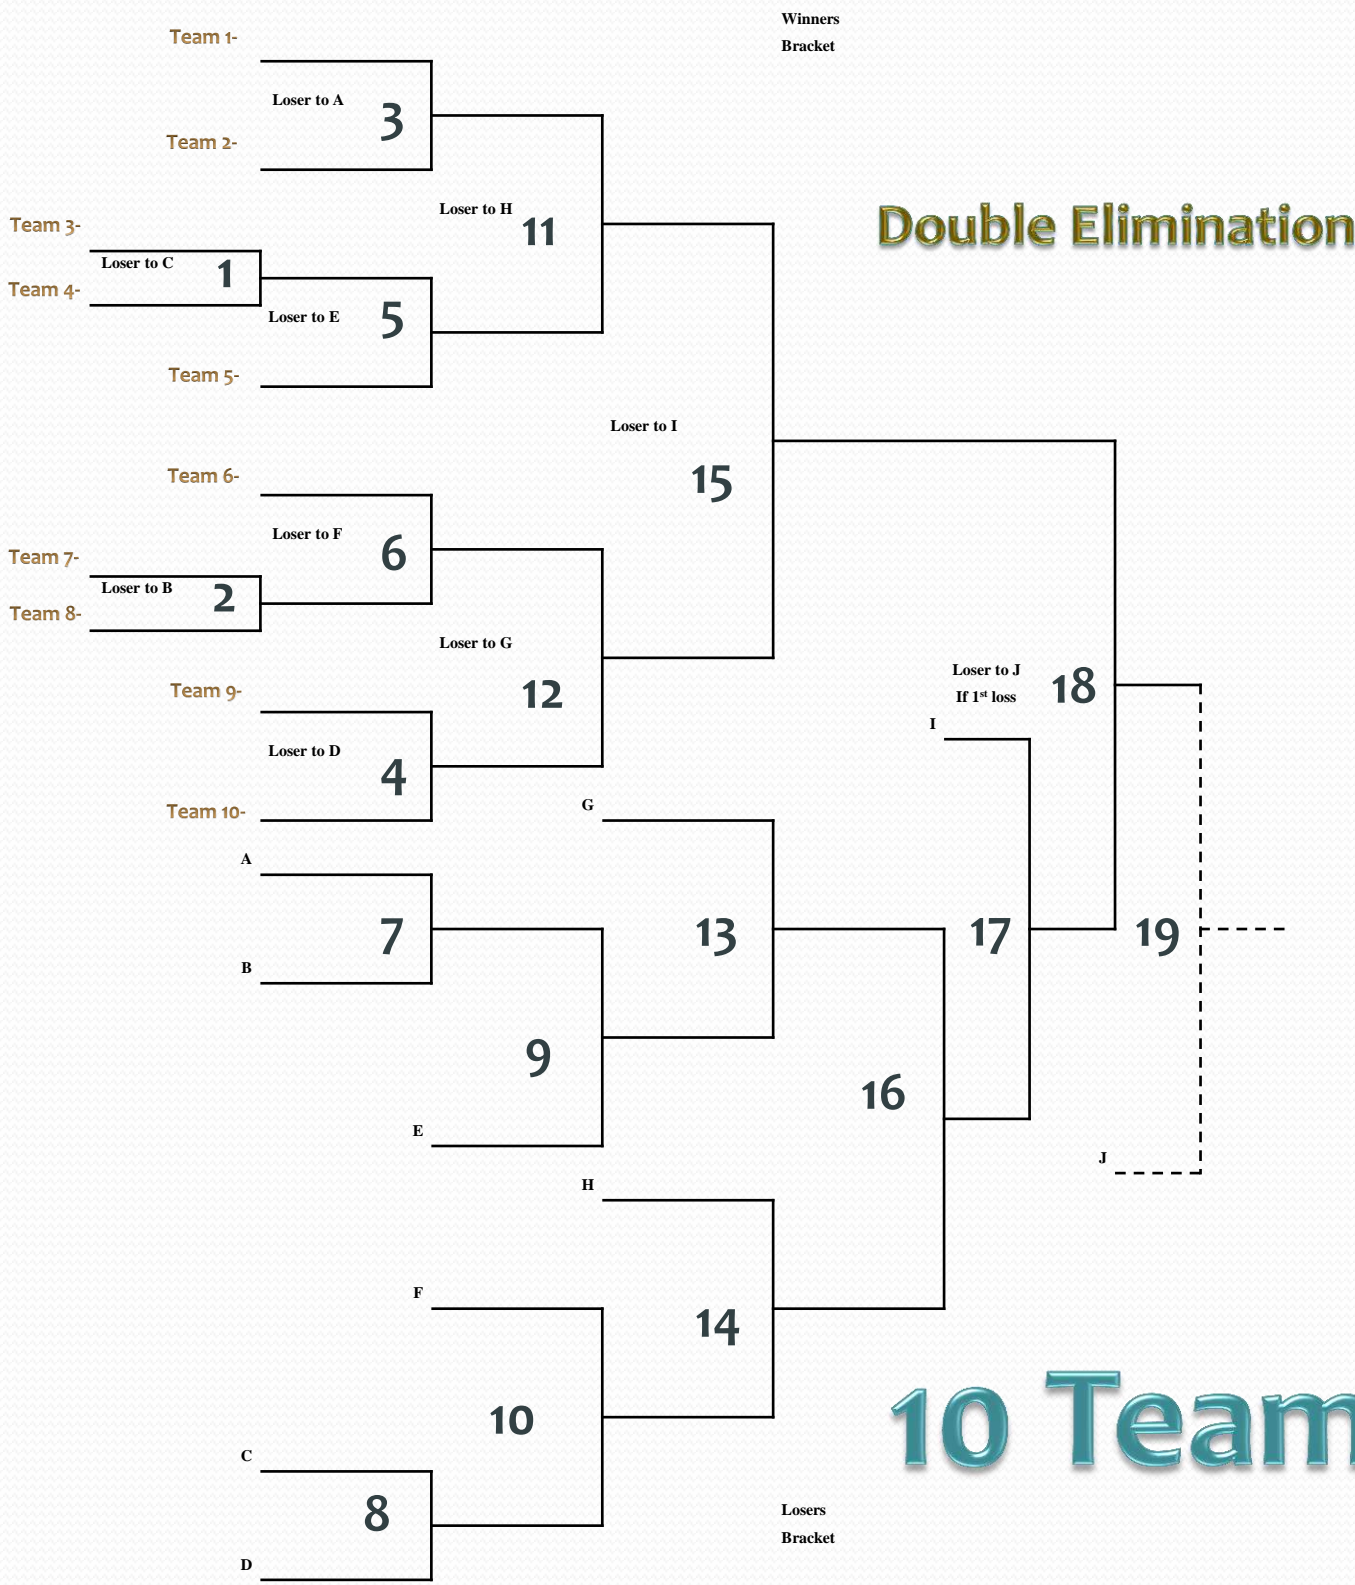 Winners
Bracket
Team 1-
Loser to A
3
Team 2-
Loser to H
11
Double Elimination
Team 3-
Loser to C
1
Team 4-
Loser to E
5
Team 5-
Loser to I
15
Team 6-
Loser to F
6
Team 7-
Loser to B
2
Team 8-
Loser to G
12
Loser to J
If 1st loss
18
Team 9-
I
Loser to D
4
Team 10-
G
A
7
13
17
19
B
9
16
E
J
H
F
14
10
10 Team
C
8
Losers
Bracket
D